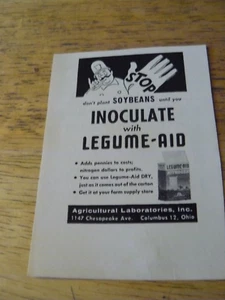 STOP
don't plant SOYBEANS until you
INOCULATE
with
LEGUME-AID
• Adds pennies to costs;
nitrogen dollars to profits.
• You can use Legume-Aid DRY,
just as it comes out of the carton
• Get it at your farm supply store
LEGUME-AID
Agricultural Laboratories, Inc.
1147 Chesapeake Ave. Columbus 12, Ohio